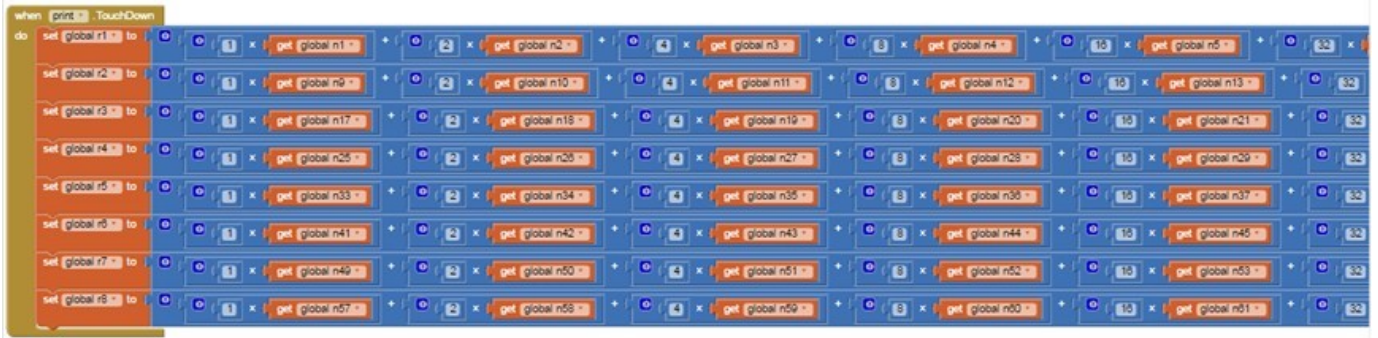 when print .TouchDown
do set global r1 to 1 × get global n1 + 2 × get global n2 + 4 × get global n3 + 8 × get global n4 + 16 × get global n5 + 32 ×
set global r2 to 1 × get global n9 + 2 × get global n10 + 4 × get global n11 + 8 × get global n12 + 16 × get global n13 + 32
set global r3 to 1 × get global n17 + 2 × get global n18 + 4 × get global n19 + 8 × get global n20 + 16 × get global n21 + 32
set global r4 to 1 × get global n25 + 2 × get global n26 + 4 × get global n27 + 8 × get global n28 + 16 × get global n29 + 32
set global r5 to 1 × get global n33 + 2 × get global n34 + 4 × get global n35 + 8 × get global n36 + 16 × get global n37 + 32
set global r6 to 1 × get global n41 + 2 × get global n42 + 4 × get global n43 + 8 × get global n44 + 16 × get global n45 + 32
set global r7 to 1 × get global n49 + 2 × get global n50 + 4 × get global n51 + 8 × get global n52 + 16 × get global n53 + 32
set global r8 to 1 × get global n57 + 2 × get global n58 + 4 × get global n59 + 8 × get global n60 + 16 × get global n61 + 32